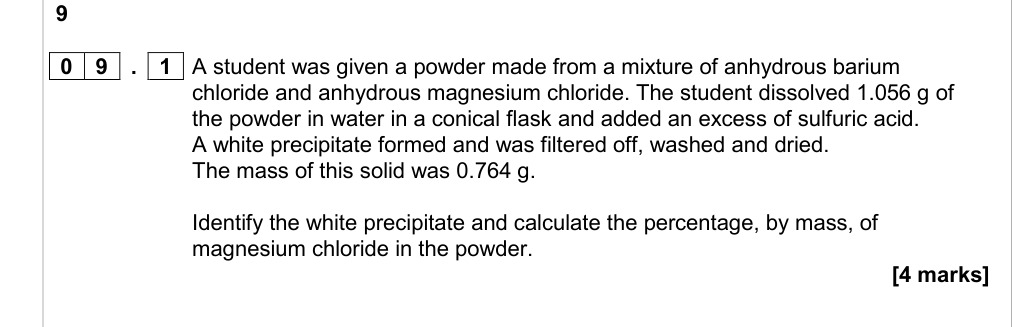 9
0 9 . 1 A student was given a powder made from a mixture of anhydrous barium
chloride and anhydrous magnesium chloride. The student dissolved 1.056 g of
the powder in water in a conical flask and added an excess of sulfuric acid.
A white precipitate formed and was filtered off, washed and dried.
The mass of this solid was 0.764 g.
Identify the white precipitate and calculate the percentage, by mass, of
magnesium chloride in the powder.
[4 marks]